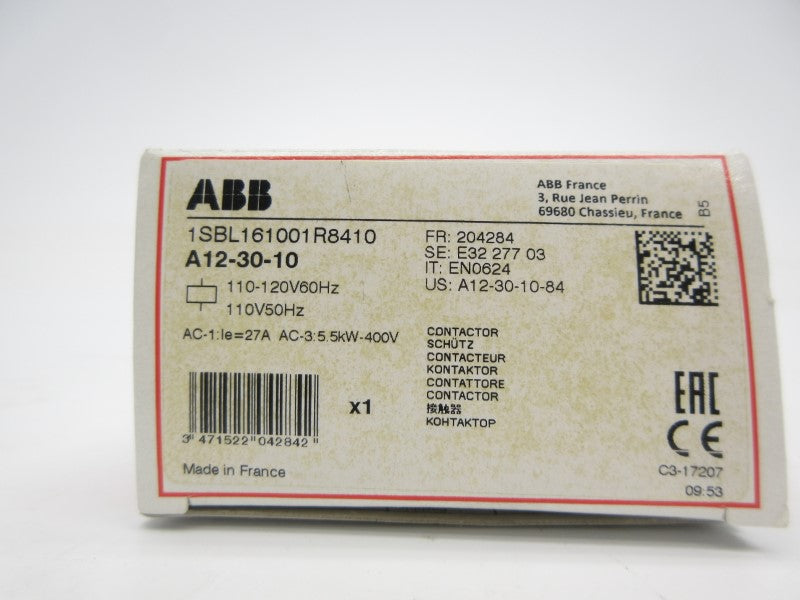 ABB
ABB France
3, Rue Jean Perrin
69680 Chassieu, France
B5
1SBL161001R8410
A12-30-10
110-120V60Hz
110V50Hz
AC-1:Ie=27A AC-3:5.5kW-400V
FR: 204284
SE: E32 277 03
IT: EN0624
US: A12-30-10-84
CONTACTOR
SCHÜTZ
CONTACTEUR
KONTAKTOR
CONTATTORE
CONTACTOR
接触器
КОНТАКТОР
x1
3 471522 042842
Made in France
EAC
CE
C3-17207
09:53